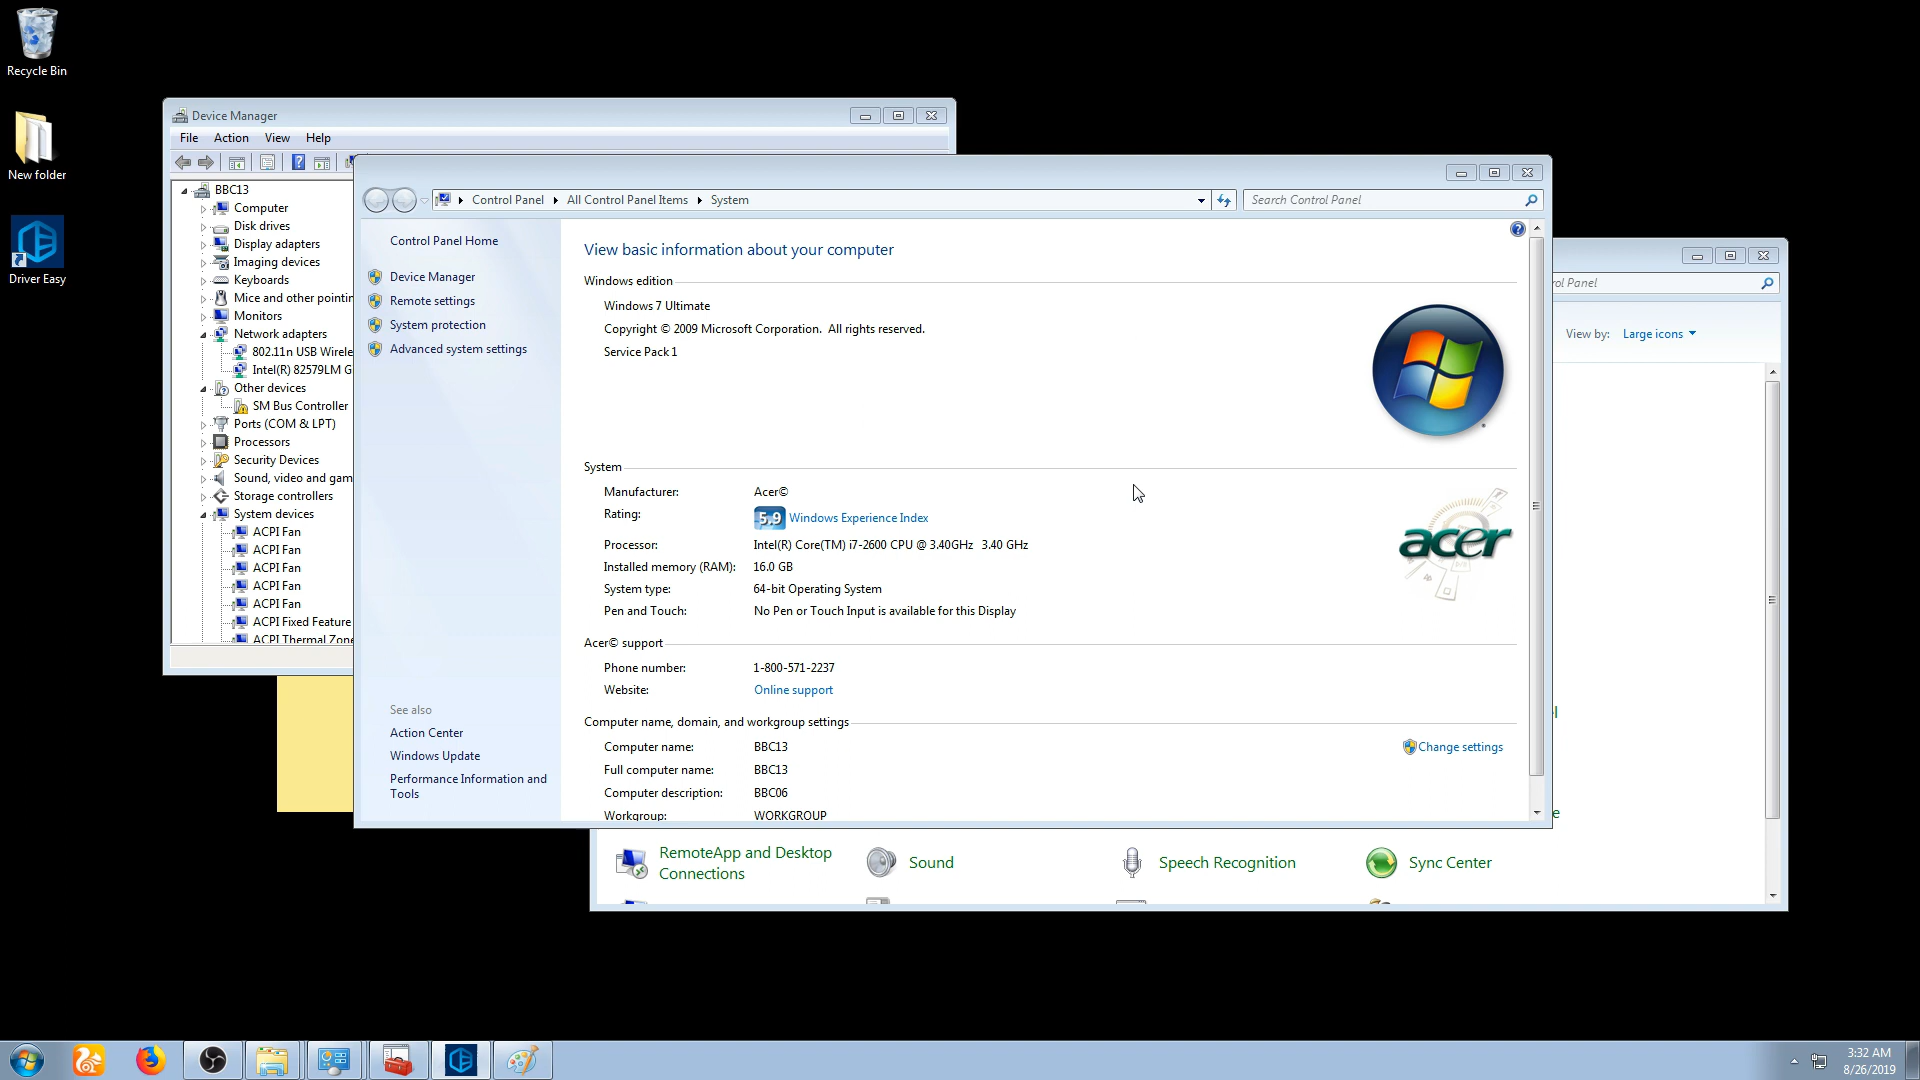 Recycle Bin
New folder
Driver Easy
Device Manager
File Action View Help
BBC13
Computer
Disk drives
Display adapters
Imaging devices
Keyboards
Mice and other pointin
Monitors
Network adapters
802.11n USB Wirele
Intel(R) 82579LM G
Other devices
SM Bus Controller
Ports (COM & LPT)
Processors
Security Devices
Sound, video and gam
Storage controllers
System devices
ACPI Fan
ACPI Fan
ACPI Fan
ACPI Fan
ACPI Fan
ACPI Fixed Feature
ACPI Thermal Zone
Control Panel All Control Panel Items System
Search Control Panel
Control Panel Home
Device Manager
Remote settings
System protection
Advanced system settings
See also
Action Center
Windows Update
Performance Information and
Tools
View basic information about your computer
Windows edition
Windows 7 Ultimate
Copyright © 2009 Microsoft Corporation. All rights reserved.
Service Pack 1
System
Manufacturer: Acer©
Rating: 5.9 Windows Experience Index
Processor: Intel(R) Core(TM) i7-2600 CPU @ 3.40GHz 3.40 GHz
Installed memory (RAM): 16.0 GB
System type: 64-bit Operating System
Pen and Touch: No Pen or Touch Input is available for this Display
acer
Acer© support
Phone number: 1-800-571-2237
Website: Online support
Computer name, domain, and workgroup settings
Computer name: BBC13
Change settings
Full computer name: BBC13
Computer description: BBC06
Workgroup: WORKGROUP
rol Panel
View by: Large icons
l
e
RemoteApp and Desktop
Connections
Sound
Speech Recognition
Sync Center
3:32 AM
8/26/2019